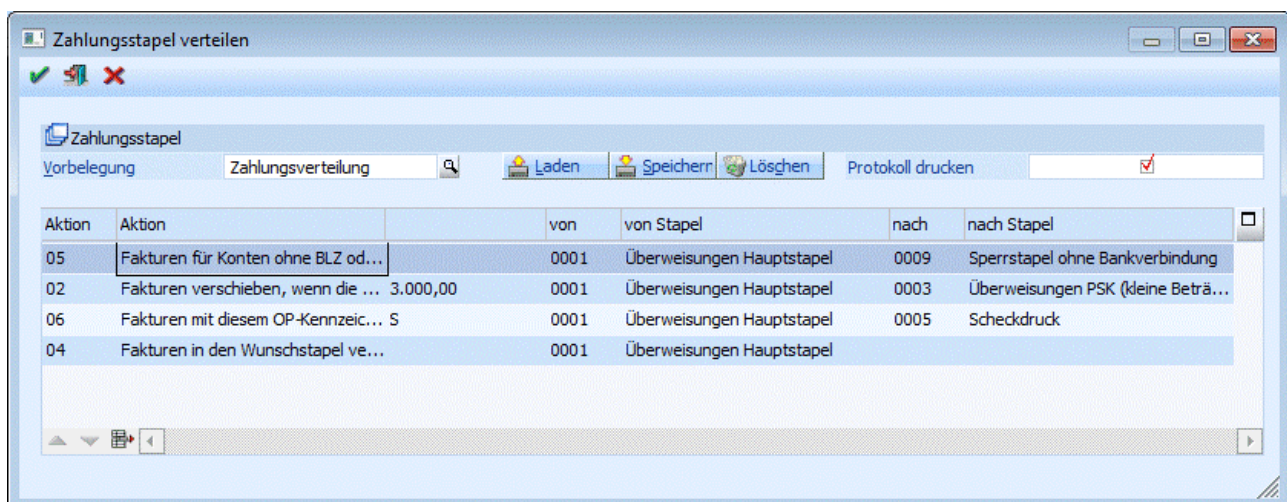 Zahlungsstapel verteilen
Zahlungsstapel
Vorbelegung Zahlungsverteilung Laden Speichern Löschen Protokoll drucken
Aktion Aktion von von Stapel nach nach Stapel
05 Fakturen für Konten ohne BLZ od... 0001 Überweisungen Hauptstapel 0009 Sperrstapel ohne Bankverbindung
02 Fakturen verschieben, wenn die ... 3.000,00 0001 Überweisungen Hauptstapel 0003 Überweisungen PSK (kleine Beträ...
06 Fakturen mit diesem OP-Kennzeic... S 0001 Überweisungen Hauptstapel 0005 Scheckdruck
04 Fakturen in den Wunschstapel ve... 0001 Überweisungen Hauptstapel